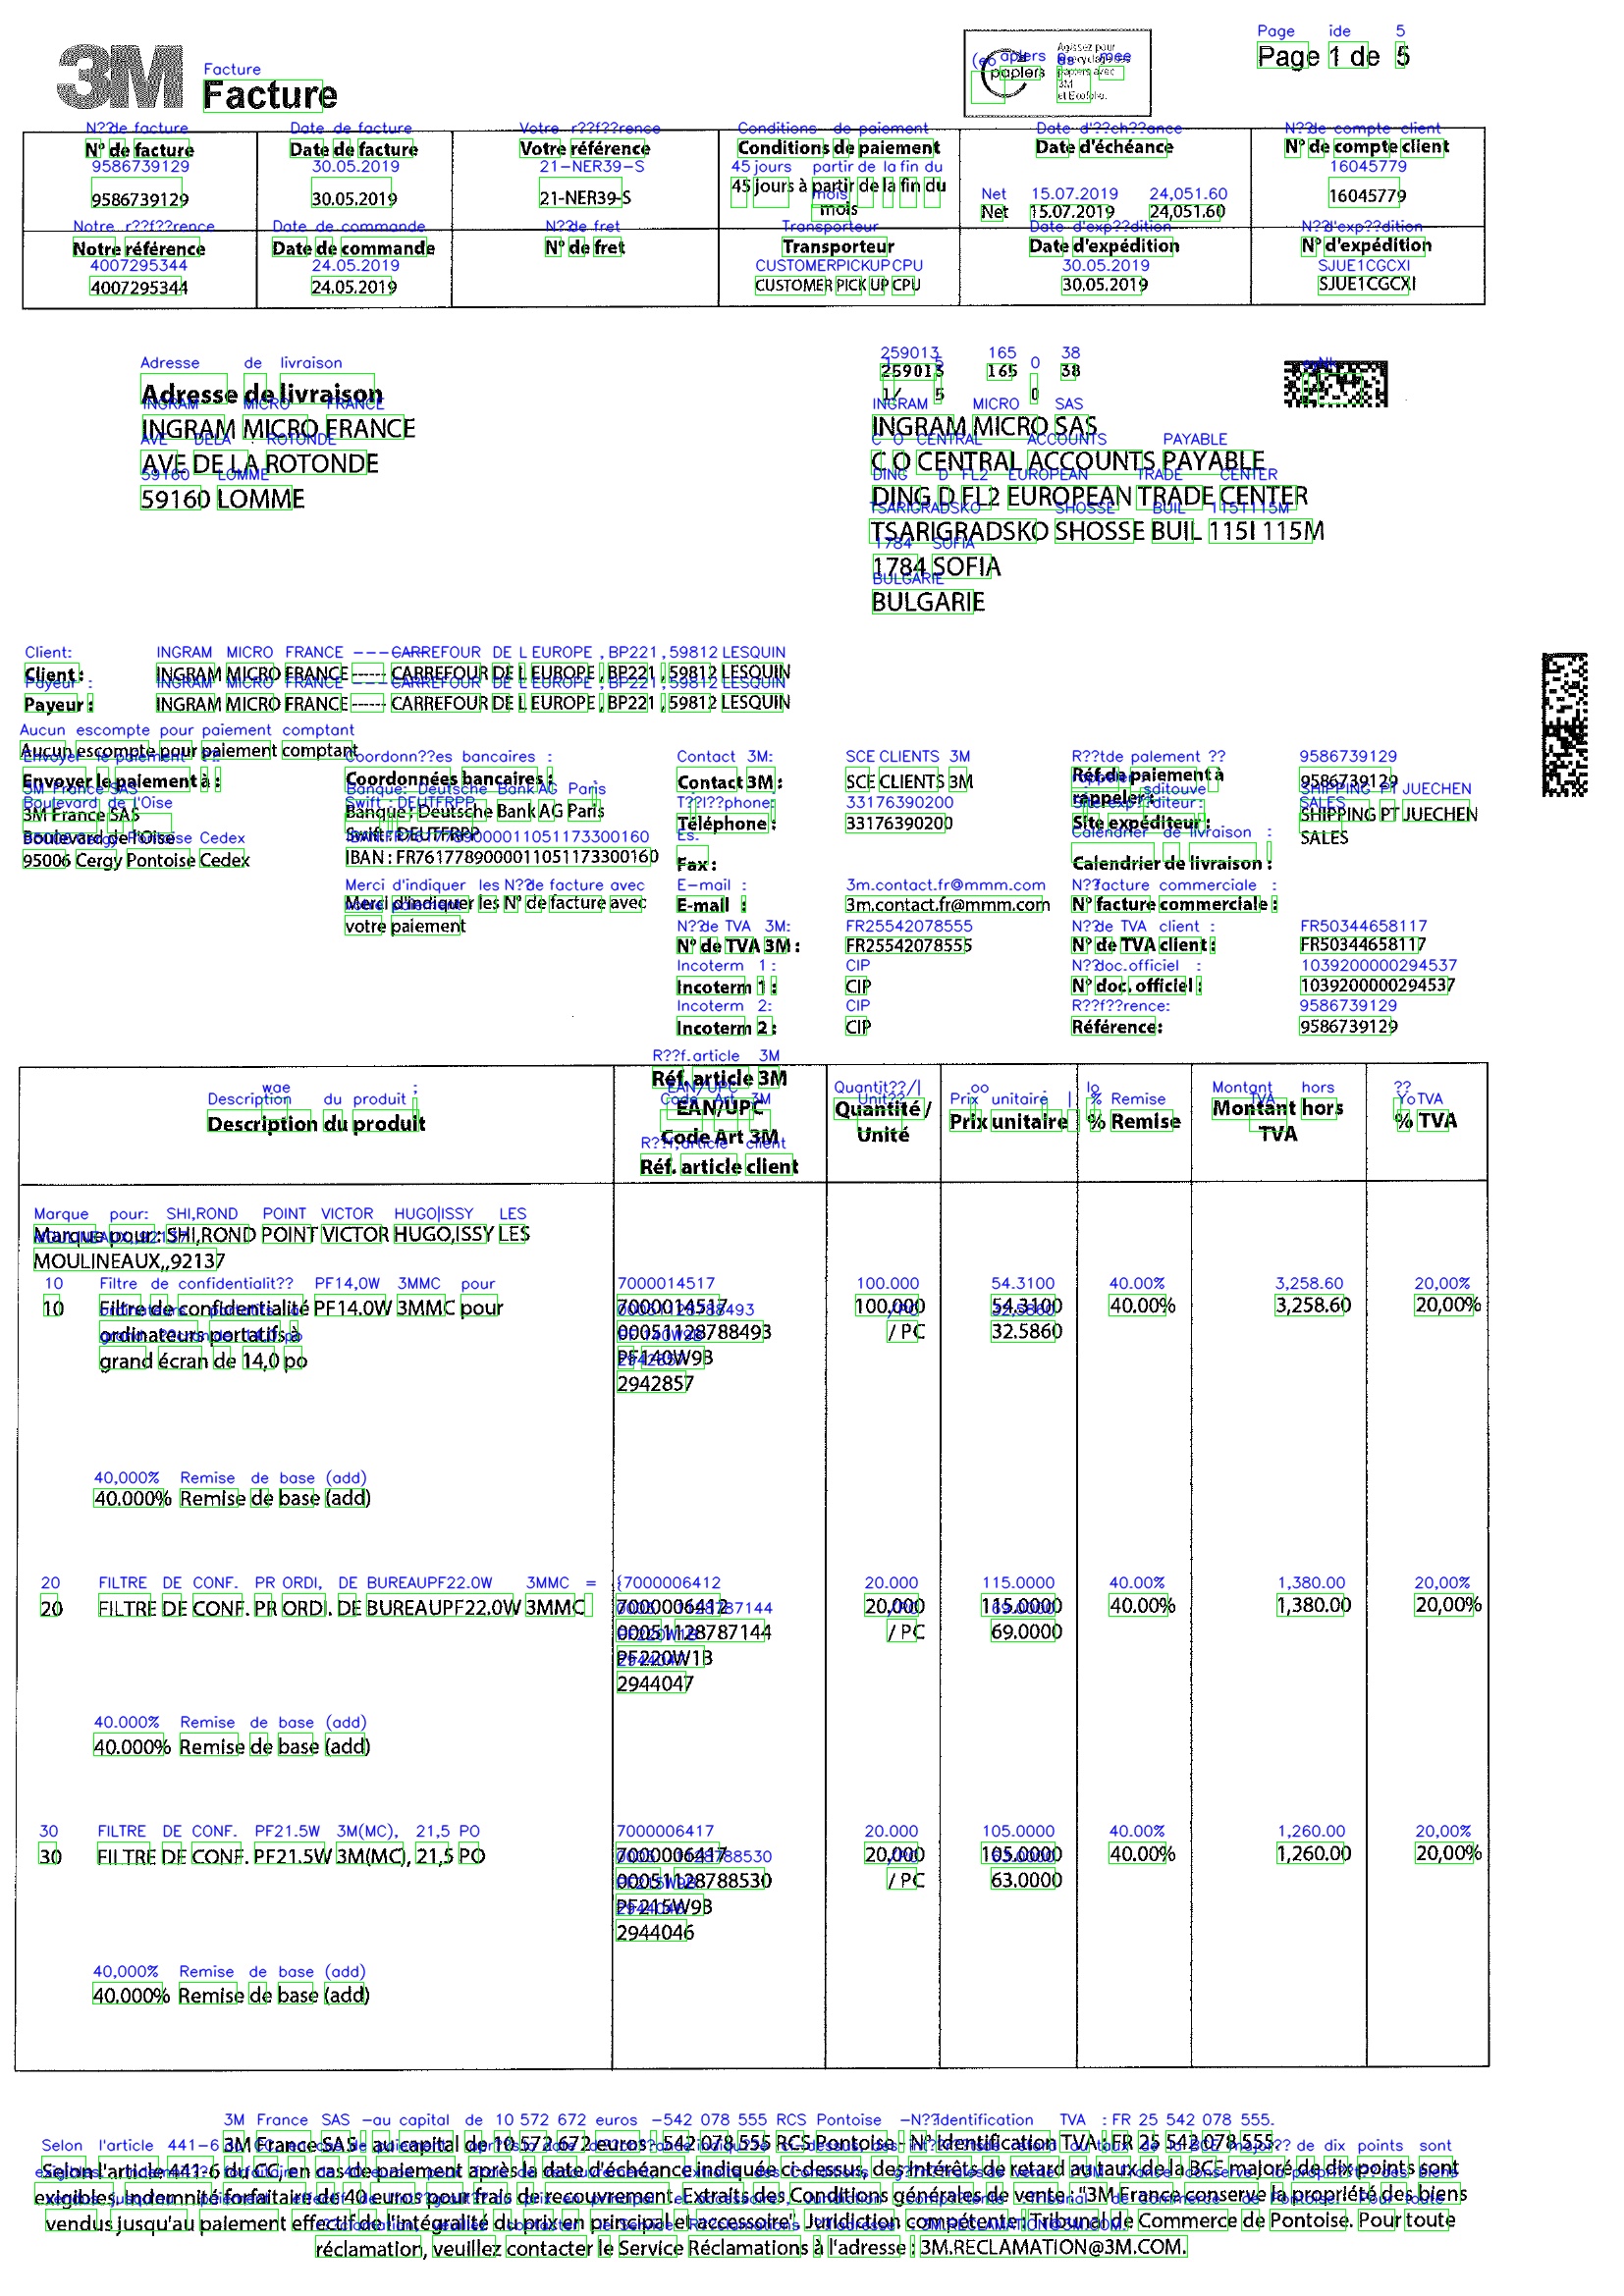 3M Facture
Page 1 de 5
Agissez pour
papiers
papiers avec
3M
et Ecofolio.
N° de facture Date de facture Votre référence Conditions de paiement Date d'échéance N° de compte client
9586739129 30.05.2019 21-NER39-S 45 jours à partir de la fin du mois Net 15.07.2019 24,051.60 16045779
Notre référence Date de commande N° de fret Transporteur Date d'expédition N° d'expédition
4007295344 24.05.2019 CUSTOMER PICK UP CPU 30.05.2019 SJUE1CGCXI
Adresse de livraison
INGRAM MICRO FRANCE
AVE DE LA ROTONDE
59160 LOMME
259013 165 38
1/ 5 0
INGRAM MICRO SAS
C O CENTRAL ACCOUNTS PAYABLE
DING D FL2 EUROPEAN TRADE CENTER
TSARIGRADSKO SHOSSE BUIL 115I 115M
1784 SOFIA
BULGARIE
Client : INGRAM MICRO FRANCE ------ CARREFOUR DE L EUROPE , BP221 , 59812 LESQUIN
Payeur : INGRAM MICRO FRANCE ------ CARREFOUR DE L EUROPE , BP221 , 59812 LESQUIN
Aucun escompte pour paiement comptant
Envoyer le paiement à :
3M France SAS
Boulevard de l'Oise
95006 Cergy Pontoise Cedex
Coordonnées bancaires :
Banque : Deutsche Bank AG Paris
Swift : DEUTFRPP
IBAN : FR7617789000011051173300160
Merci d'indiquer les N° de facture avec
votre paiement
Contact 3M : SCE CLIENTS 3M
Téléphone : 33176390200
Fax :
E-mail : 3m.contact.fr@mmm.com
N° de TVA 3M : FR25542078555
Incoterm 1 : CIP
Incoterm 2 : CIP
Réf. de paiement à rappeler : 9586739129
Site expéditeur : SHIPPING PT JUECHEN
SALES
Calendrier de livraison :
N° facture commerciale :
N° de TVA client : FR50344658117
N° doc. officiel : 1039200000294537
Référence: 9586739129
Description du produit
Réf. article 3M
EAN/UPC
Code Art 3M
Réf. article client
Quantité /
Unité
Prix unitaire
% Remise
Montant hors
TVA
% TVA
Marque pour : SHI,ROND POINT VICTOR HUGO,ISSY LES
MOULINEAUX,,92137
10 Filtre de confidentialité PF14.0W 3MMC pour 7000014517 100.000 54.3100 40.00% 3,258.60 20,00%
ordinateurs portatifs à 00051128788493 / PC 32.5860
grand écran de 14,0 po PF140W9B
2942857
40.000% Remise de base (add)
20 FILTRE DE CONF. PR ORDI. DE BUREAUPF22.0W 3MMC 7000006412 20.000 115.0000 40.00% 1,380.00 20,00%
00051128787144 / PC 69.0000
PF220W1B
2944047
40.000% Remise de base (add)
30 FILTRE DE CONF. PF21.5W 3M(MC), 21,5 PO 7000006417 20.000 105.0000 40.00% 1,260.00 20,00%
00051128788530 / PC 63.0000
PF215W9B
2944046
40.000% Remise de base (add)
3M France SAS - au capital de 10 572 672 euros - 542 078 555 RCS Pontoise - N° Identification TVA : FR 25 542 078 555.
Selon l'article 441-6 du CC, en cas de paiement après la date d'échéance indiquée ci-dessus, des Intérêts de retard au taux de la BCE majoré de dix points sont
exigibles. Indemnité forfaitaire de 40 euros pour frais de recouvrement. Extraits des Conditions générales de vente : "3M France conserve la propriété des biens
vendus jusqu'au paiement effectif de l'intégralité du prix en principal et accessoire". Juridiction compétente : Tribunal de Commerce de Pontoise. Pour toute
réclamation, veuillez contacter le Service Réclamations à l'adresse : 3M.RECLAMATION@3M.COM.